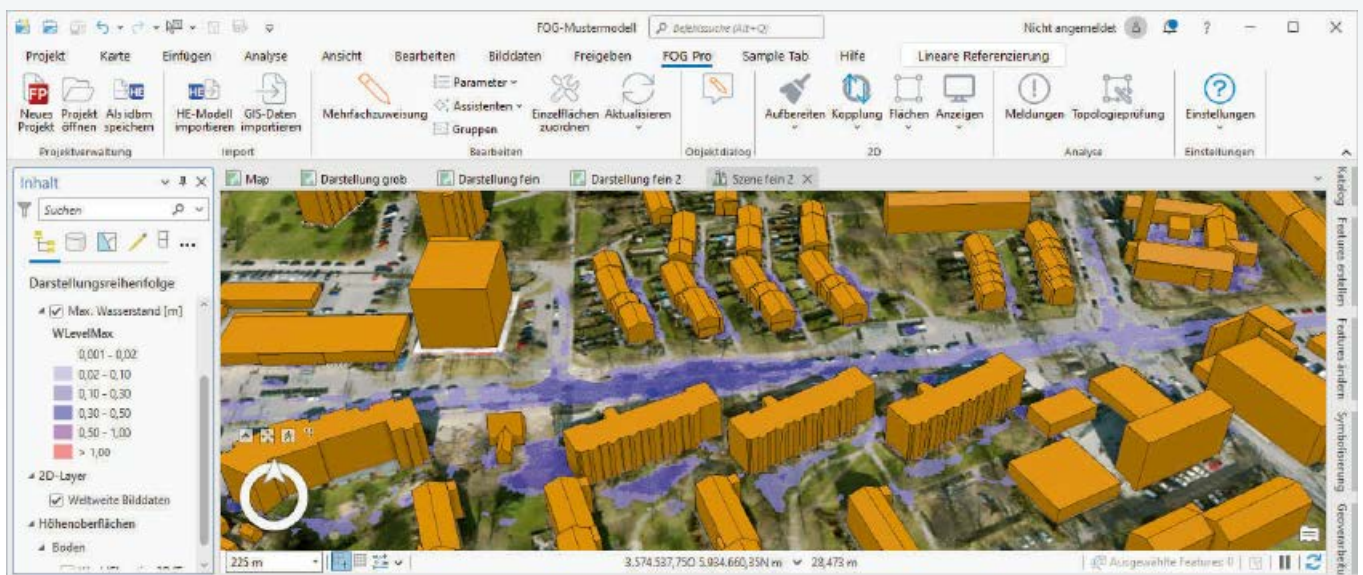 FOG-Mustermodell
Befehlssuche (Alt+Q)
Nicht angemeldet
?
Projekt Karte Einfügen Analyse Ansicht Bearbeiten Bilddaten Freigeben FOG Pro Sample Tab Hilfe Lineare Referenzierung
FP HE HE
Neues Projekt Als idbm HE-Modell GIS-Daten Mehrfachzuweisung Parameter Einzelflächen Aktualisieren Aufbereiten Kopplung Flächen Anzeigen Meldungen Topologieprüfung Einstellungen
Projekt öffnen speichern importieren importieren Assistenten zuordnen
Gruppen
Projektverwaltung Import Bearbeiten Objektdialog 2D Analyse Einstellungen
Inhalt
Map Darstellung grob Darstellung fein Darstellung fein 2 Szene fein 2
Suchen
Darstellungsreihenfolge
Max. Wasserstand [m]
WLevelMax
0,001 - 0,02
0,02 - 0,10
0,10 - 0,30
0,30 - 0,50
0,50 - 1,00
> 1,00
2D-Layer
Weltweite Bilddaten
Höhenoberflächen
Boden
225 m
3.574.537,75O 5.934.660,35N m 28,473 m
Ausgewählte Features: 0
Katalog
Features erstellen
Features ändern
Symbolisierung